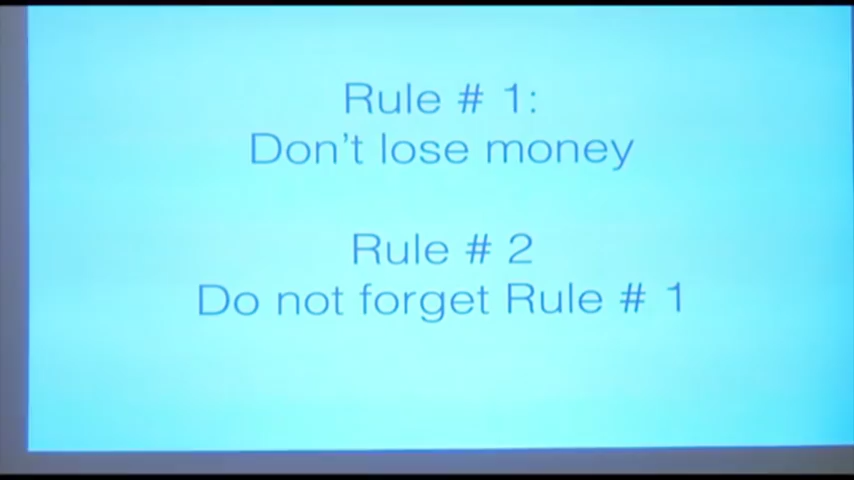 Rule # 1:
Don't lose money
Rule # 2
Do not forget Rule # 1